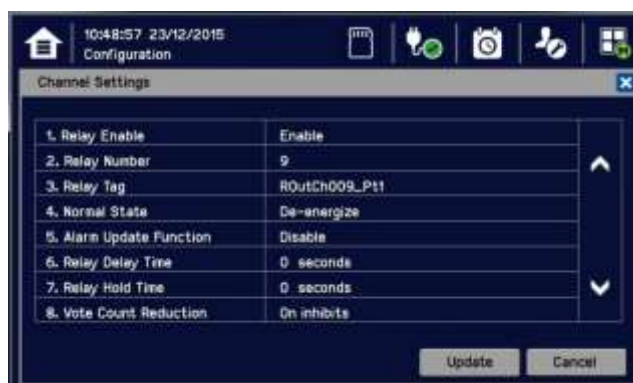 10:48:57 23/12/2015
Configuration
Channel Settings
1. Relay Enable Enable
2. Relay Number 9
3. Relay Tag ROutCh009_Pt1
4. Normal State De-energize
5. Alarm Update Function Disable
6. Relay Delay Time 0 seconds
7. Relay Hold Time 0 seconds
8. Vote Count Reduction On inhibits
Update Cancel